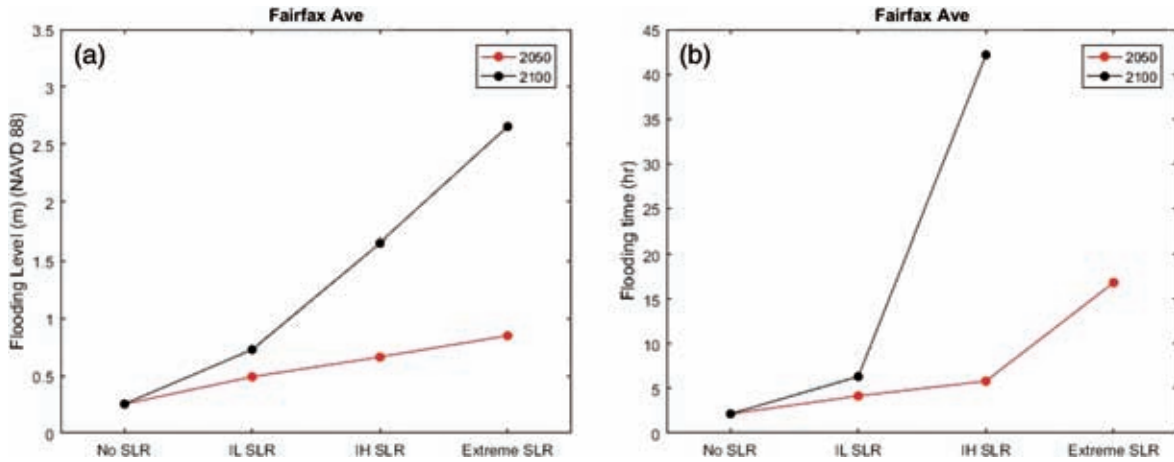 Fairfax Ave
(a)
2050
2100
Flooding Level (m) (NAVD 88)
3.5
3
2.5
2
1.5
1
0.5
0
No SLR
IL SLR
IH SLR
Extreme SLR
Fairfax Ave
(b)
2050
2100
Flooding time (hr)
45
40
35
30
25
20
15
10
5
0
No SLR
IL SLR
IH SLR
Extreme SLR